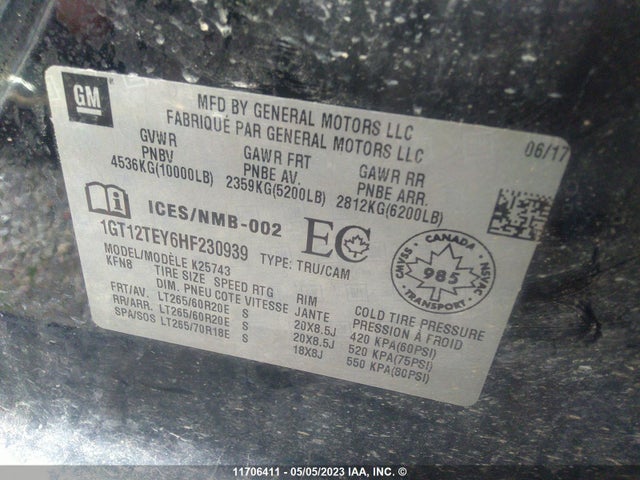 GM
MFD BY GENERAL MOTORS LLC
FABRIQUÉ PAR GENERAL MOTORS LLC
06/17
GVWR
PNBV
4536KG(10000LB)
GAWR FRT
PNBE AV.
2359KG(5200LB)
GAWR RR
PNBE ARR.
2812KG(6200LB)
ICES/NMB-002
EC
1GT12TEY6HF230939
TYPE: TRU/CAM
MODEL/MODÈLE K25743
KFN8
CANADA
CMVSS
985
NSVAC
TRANSPORT
TIRE SIZE SPEED RTG RIM COLD TIRE PRESSURE
DIM. PNEU COTE VITESSE JANTE PRESSION À FROID
FRT/AV. LT265/60R20E S 20X8.5J 420 KPA(60PSI)
RR/ARR. LT265/60R20E S 20X8.5J 520 KPA(75PSI)
SPA/SOS LT265/70R18E S 18X8J 550 KPA(80PSI)
11706411 - 05/05/2023 IAA, INC. ©